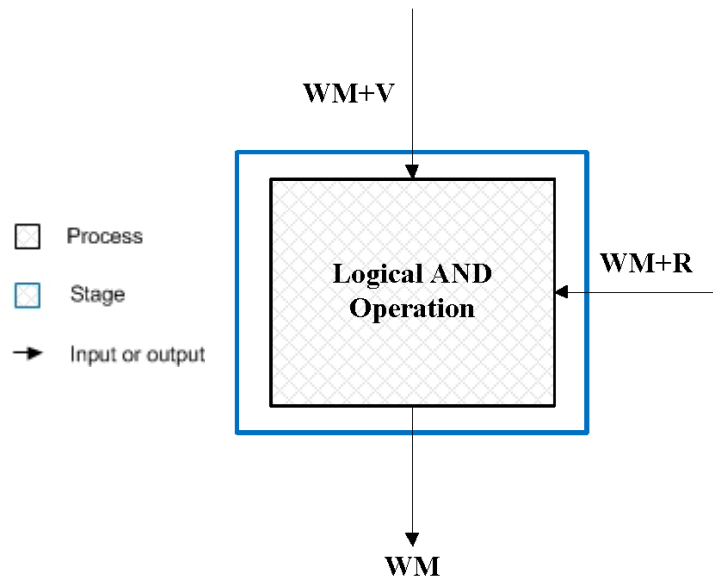 WM+V
Process
Stage
Input or output
Logical AND
Operation
WM+R
WM